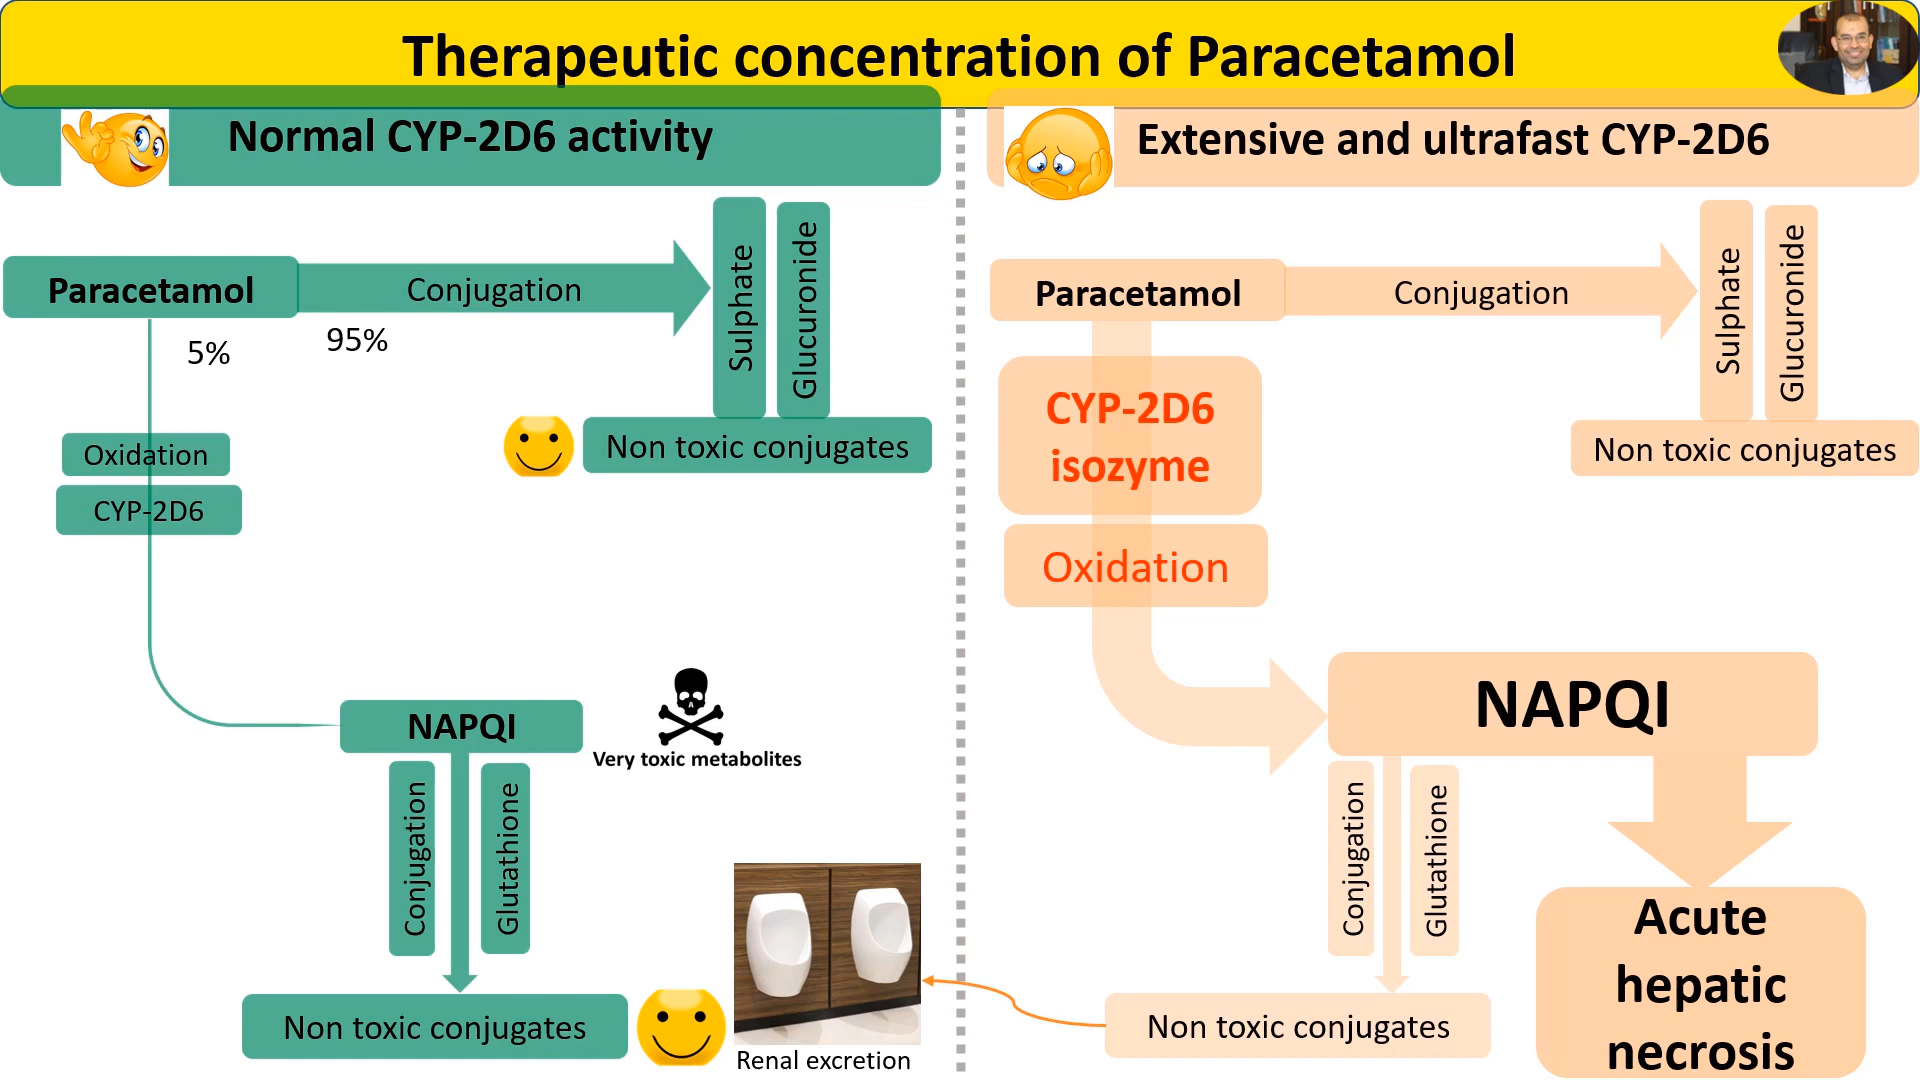 Therapeutic concentration of Paracetamol
Normal CYP-2D6 activity
Paracetamol
Conjugation
5%
95%
Sulphate
Glucuronide
Non toxic conjugates
Oxidation
CYP-2D6
NAPQI
Very toxic metabolites
Conjugation
Glutathione
Non toxic conjugates
Renal excretion
Extensive and ultrafast CYP-2D6
Paracetamol
Conjugation
Sulphate
Glucuronide
Non toxic conjugates
CYP-2D6
isozyme
Oxidation
NAPQI
Conjugation
Glutathione
Non toxic conjugates
Acute
hepatic
necrosis